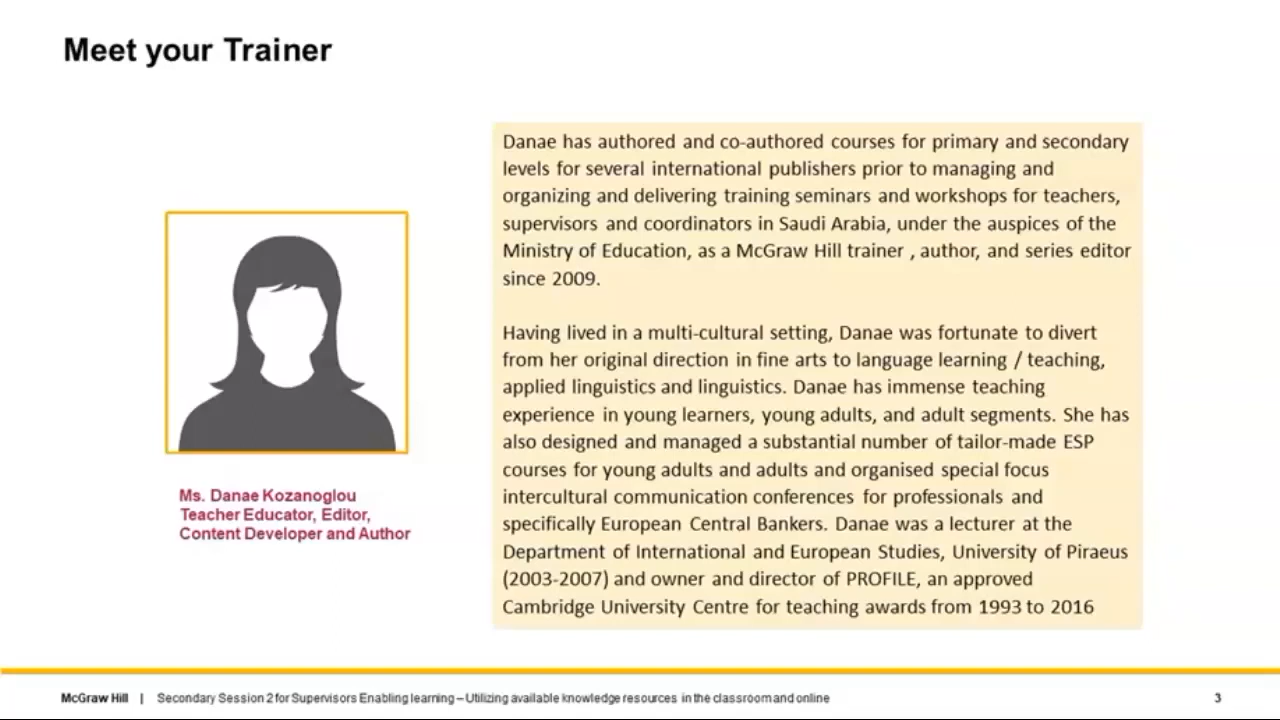 Meet your Trainer
Danae has authored and co-authored courses for primary and secondary
levels for several international publishers prior to managing and
organizing and delivering training seminars and workshops for teachers,
supervisors and coordinators in Saudi Arabia, under the auspices of the
Ministry of Education, as a McGraw Hill trainer , author, and series editor
since 2009.
Having lived in a multi-cultural setting, Danae was fortunate to divert
from her original direction in fine arts to language learning / teaching,
applied linguistics and linguistics. Danae has immense teaching
experience in young learners, young adults, and adult segments. She has
also designed and managed a substantial number of tailor-made ESP
courses for young adults and adults and organised special focus
intercultural communication conferences for professionals and
specifically European Central Bankers. Danae was a lecturer at the
Department of International and European Studies, University of Piraeus
(2003-2007) and owner and director of PROFILE, an approved
Cambridge University Centre for teaching awards from 1993 to 2016
Ms. Danae Kozanoglou
Teacher Educator, Editor,
Content Developer and Author
McGraw Hill | Secondary Session 2 for Supervisors Enabling learning – Utilizing available knowledge resources in the classroom and online
3